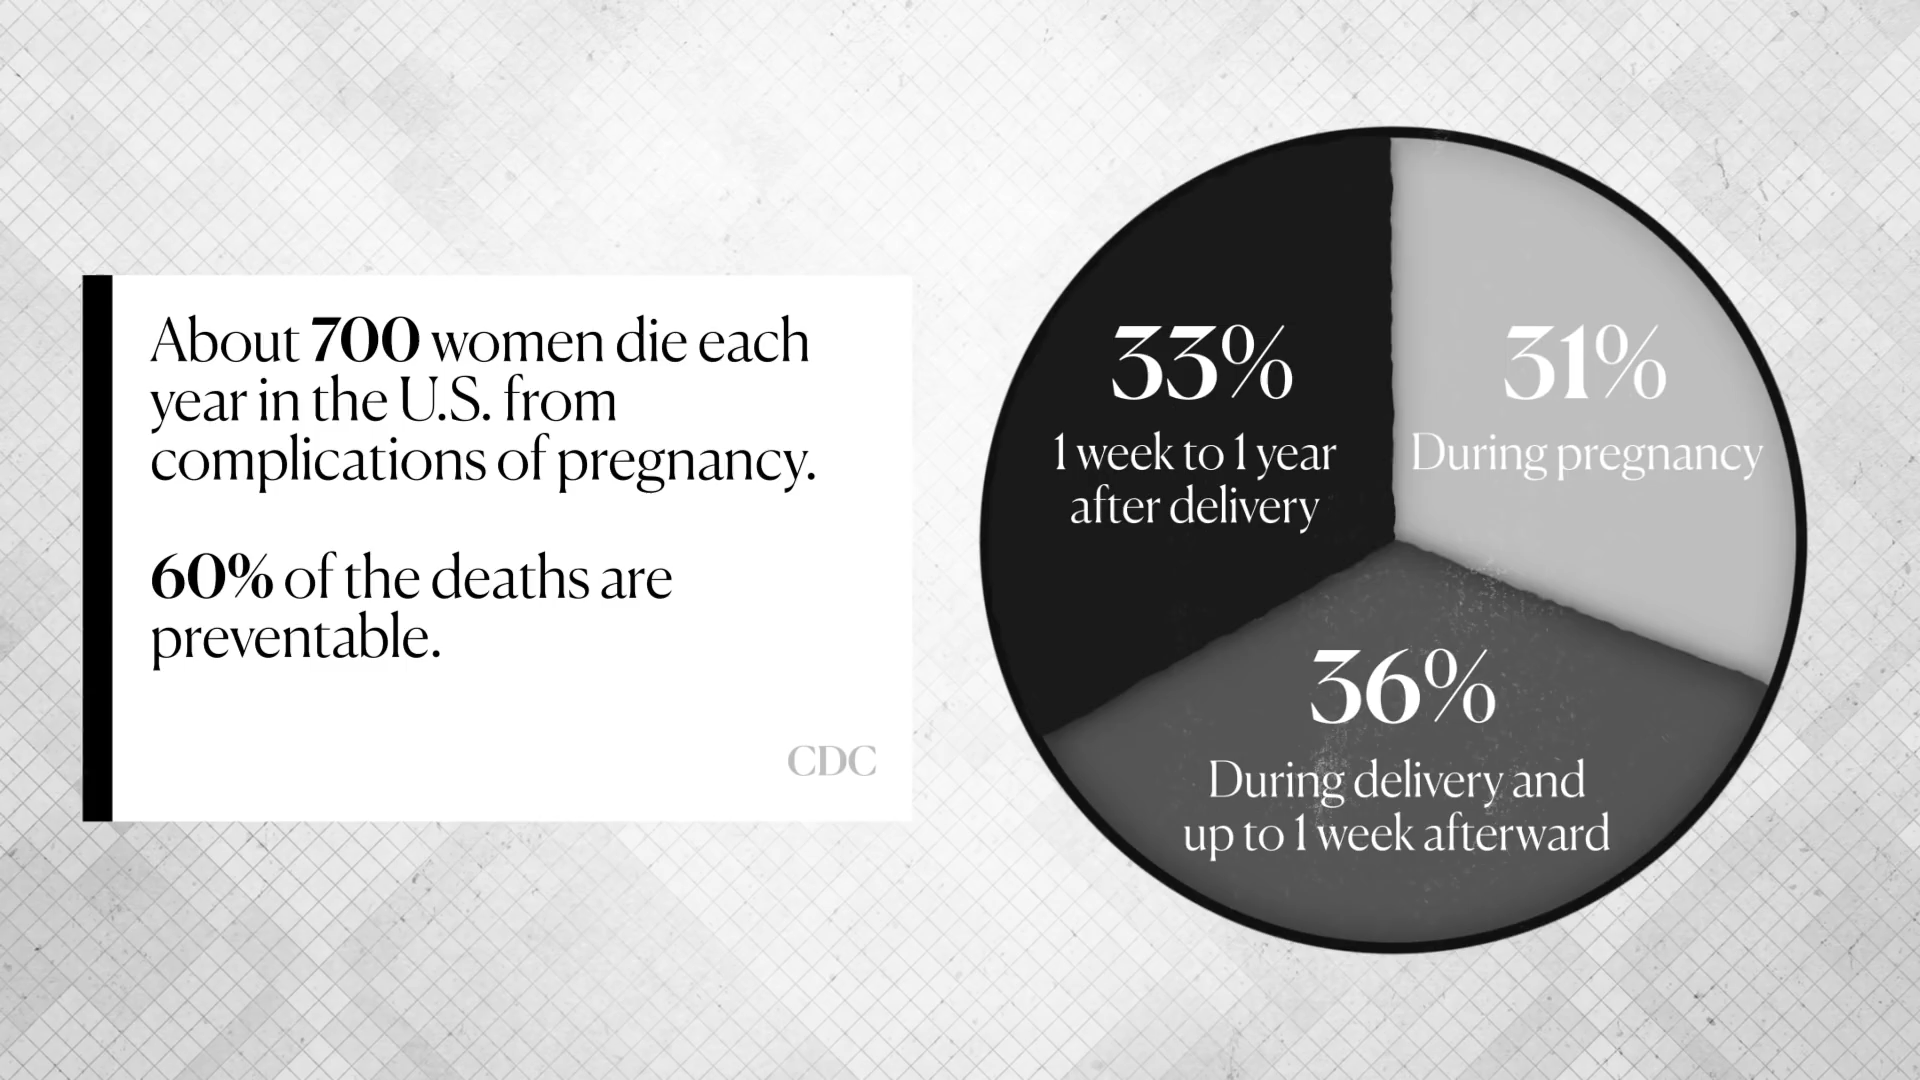 About 700 women die each
year in the U.S. from
complications of pregnancy.
60% of the deaths are
preventable.
CDC
33%
1 week to 1 year
after delivery
31%
During pregnancy
36%
During delivery and
up to 1 week afterward